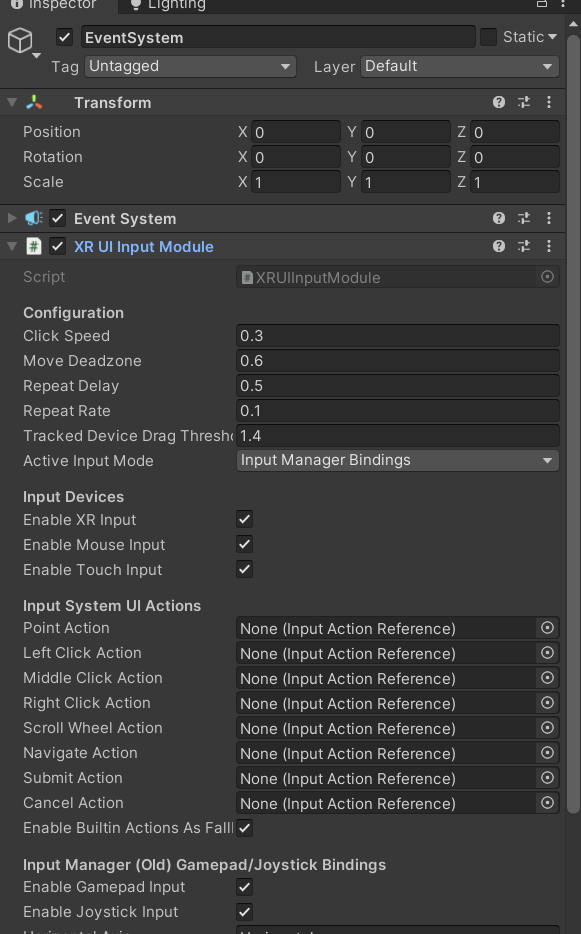 Inspector Lighting
EventSystem Static
Tag Untagged Layer Default
Transform
Position X 0 Y 0 Z 0
Rotation X 0 Y 0 Z 0
Scale X 1 Y 1 Z 1
Event System
# XR UI Input Module
Script # XRUIInputModule
Configuration
Click Speed 0.3
Move Deadzone 0.6
Repeat Delay 0.5
Repeat Rate 0.1
Tracked Device Drag Thresho 1.4
Active Input Mode Input Manager Bindings
Input Devices
Enable XR Input
Enable Mouse Input
Enable Touch Input
Input System UI Actions
Point Action None (Input Action Reference)
Left Click Action None (Input Action Reference)
Middle Click Action None (Input Action Reference)
Right Click Action None (Input Action Reference)
Scroll Wheel Action None (Input Action Reference)
Navigate Action None (Input Action Reference)
Submit Action None (Input Action Reference)
Cancel Action None (Input Action Reference)
Enable Builtin Actions As Fall
Input Manager (Old) Gamepad/Joystick Bindings
Enable Gamepad Input
Enable Joystick Input